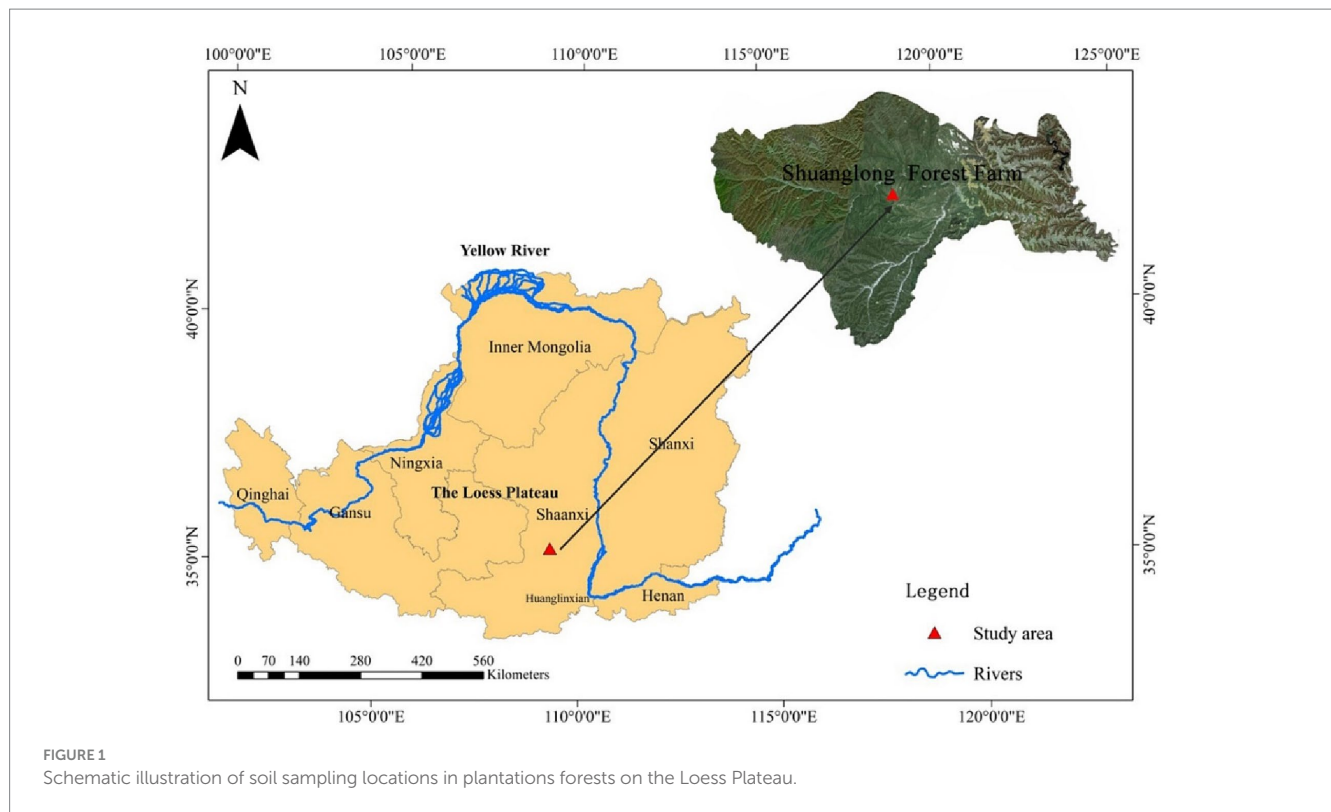 100°0'0"E 105°0'0"E 110°0'0"E 115°0'0"E 120°0'0"E 125°0'0"E
N
Shuanglong Forest Farm
Yellow River
40°0'0"N
40°0'0"N
Inner Mongolia
Shanxi
Ningxia
The Loess Plateau
Qinghai
Gansu
Shaanxi
35°0'0"N
35°0'0"N
Huanglinxian
Henan
Legend
Study area
Rivers
0 70 140 280 420 560
Kilometers
105°0'0"E 110°0'0"E 115°0'0"E 120°0'0"E
FIGURE 1
Schematic illustration of soil sampling locations in plantations forests on the Loess Plateau.